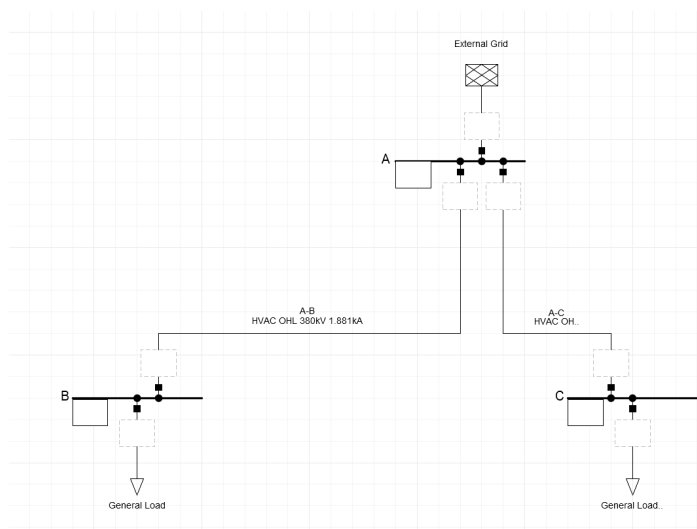 External Grid
A
A-B
HVAC OHL 380kV 1.881kA
A-C
HVAC OH..
B
C
General Load
General Load..